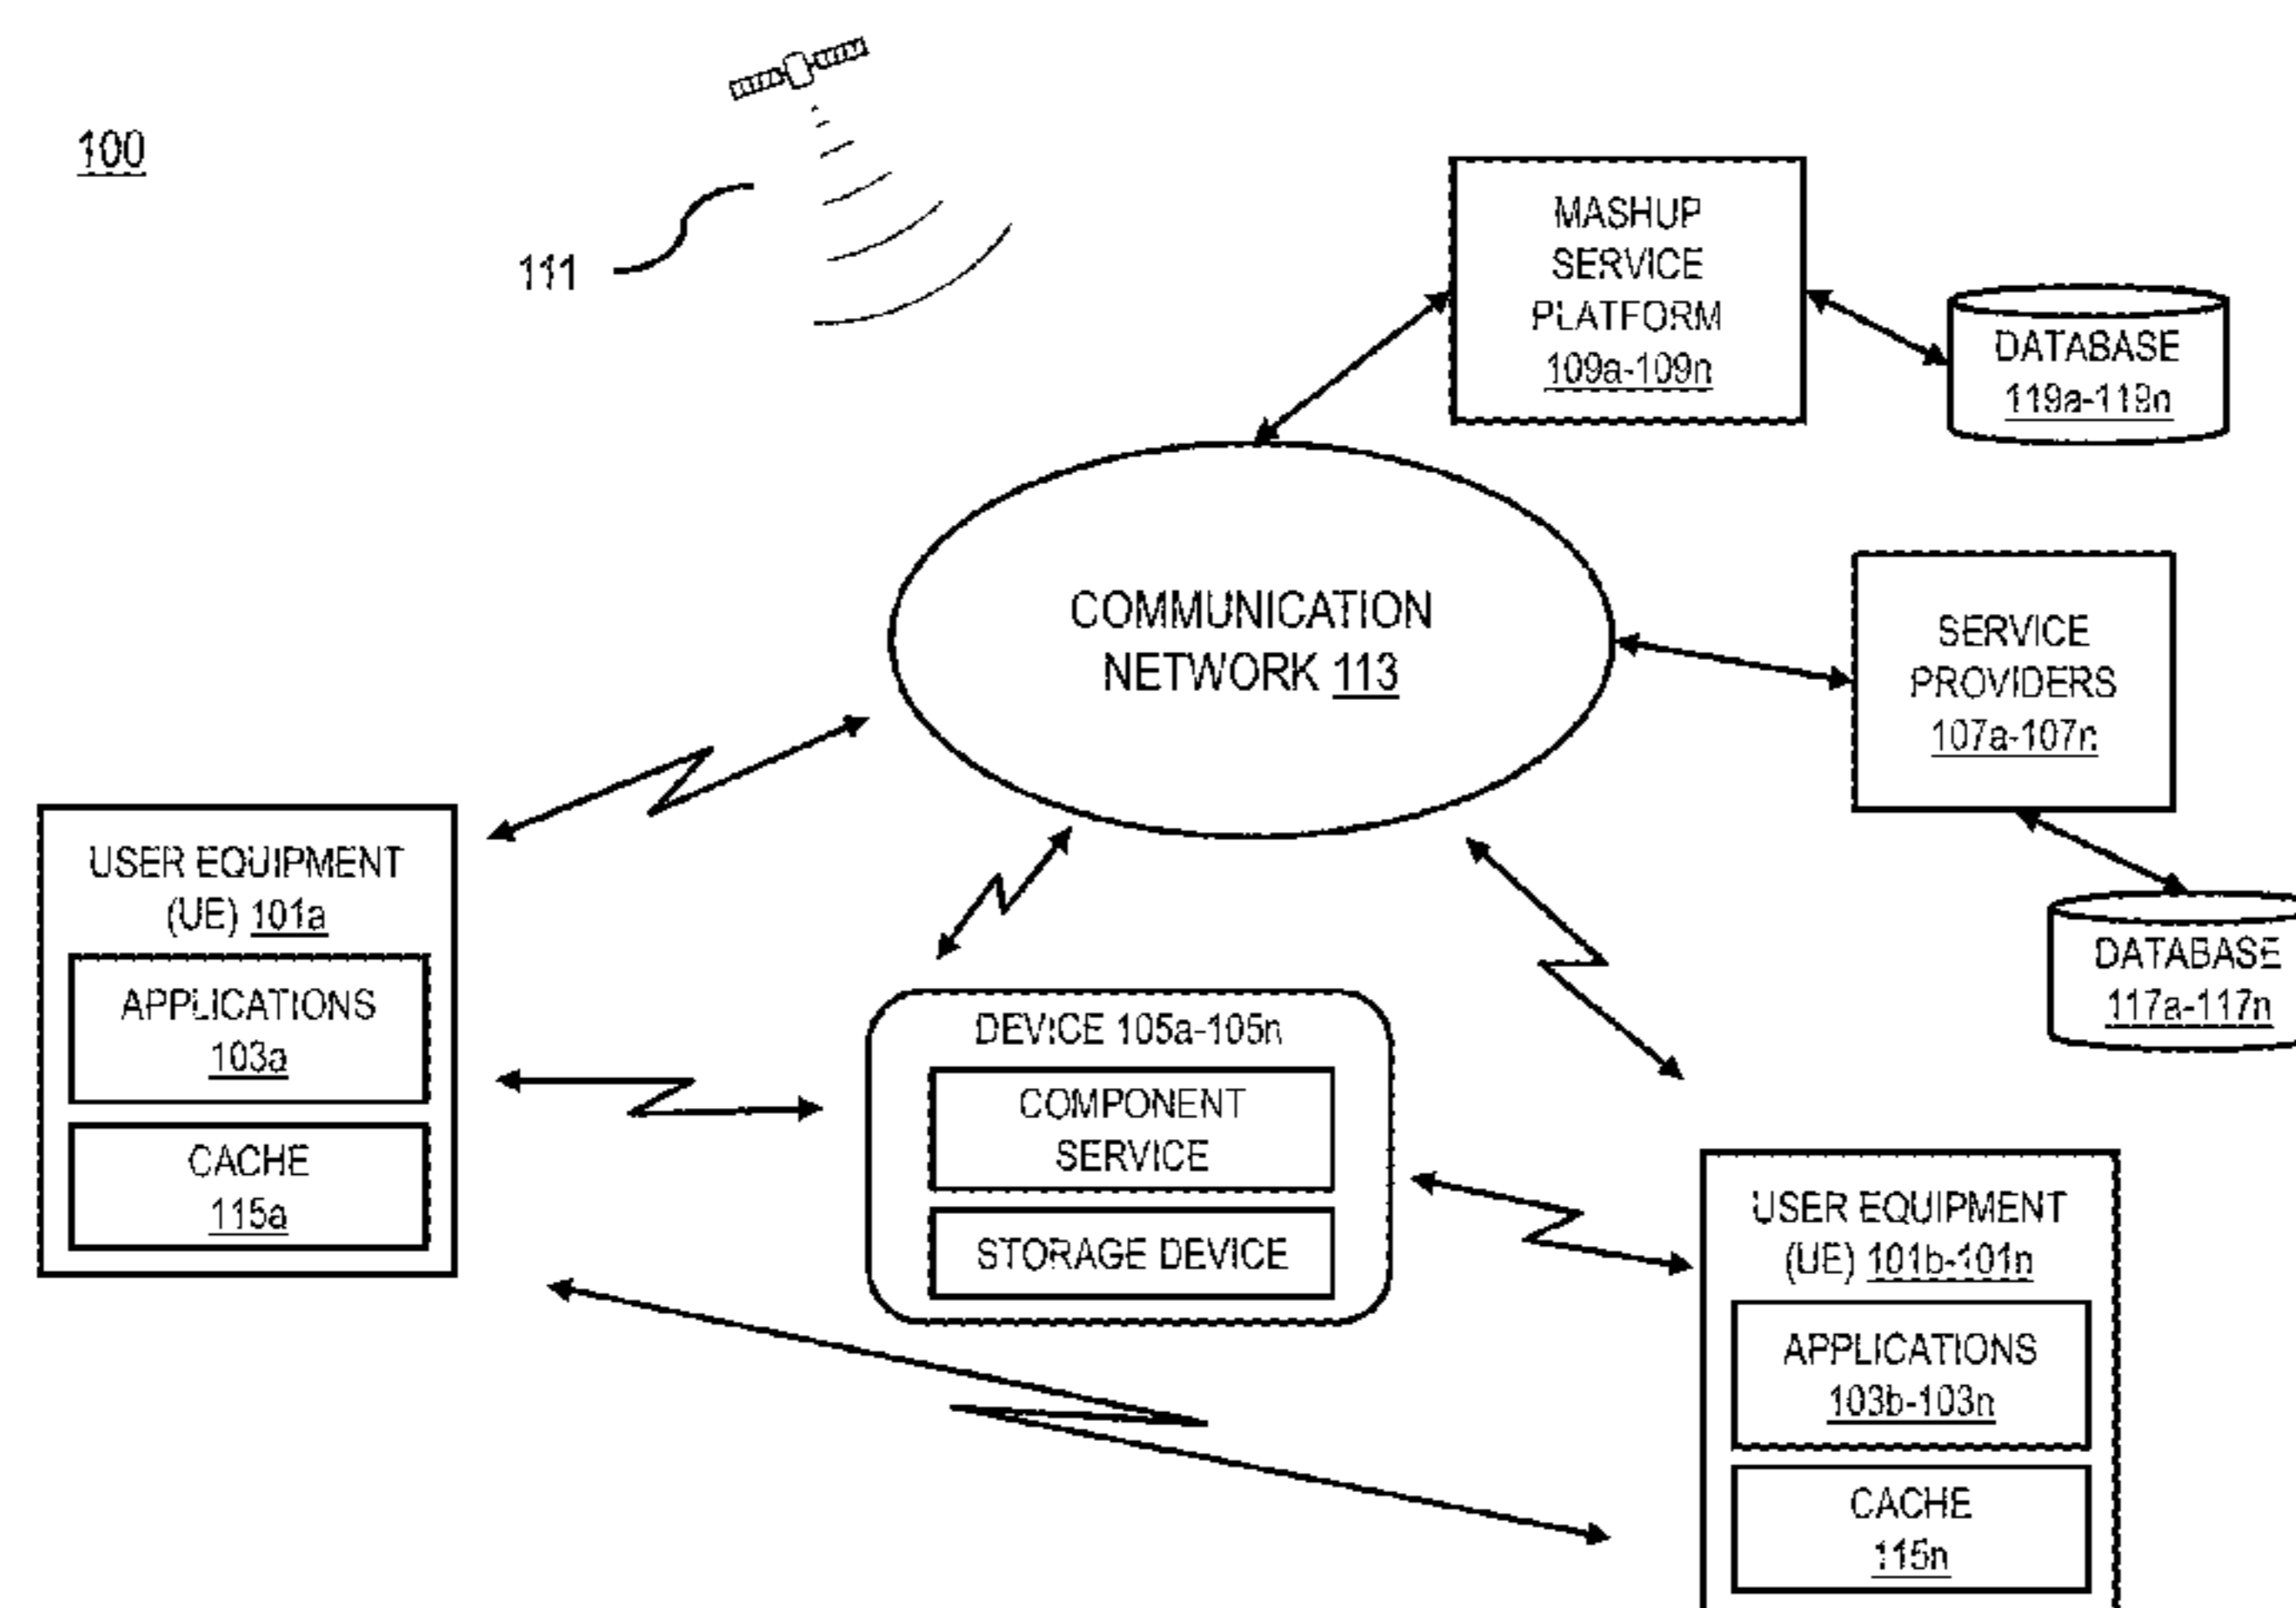 100
111
MASHUP
SERVICE
PLATFORM
109a-109n
DATABASE
119a-119n
COMMUNICATION
NETWORK 113
SERVICE
PROVIDERS
107a-107n
DATABASE
117a-117n
USER EQUIPMENT
(UE) 101a
APPLICATIONS
103a
CACHE
115a
DEVICE 105a-105n
COMPONENT
SERVICE
STORAGE DEVICE
USER EQUIPMENT
(UE) 101b-101n
APPLICATIONS
103b-103n
CACHE
115n